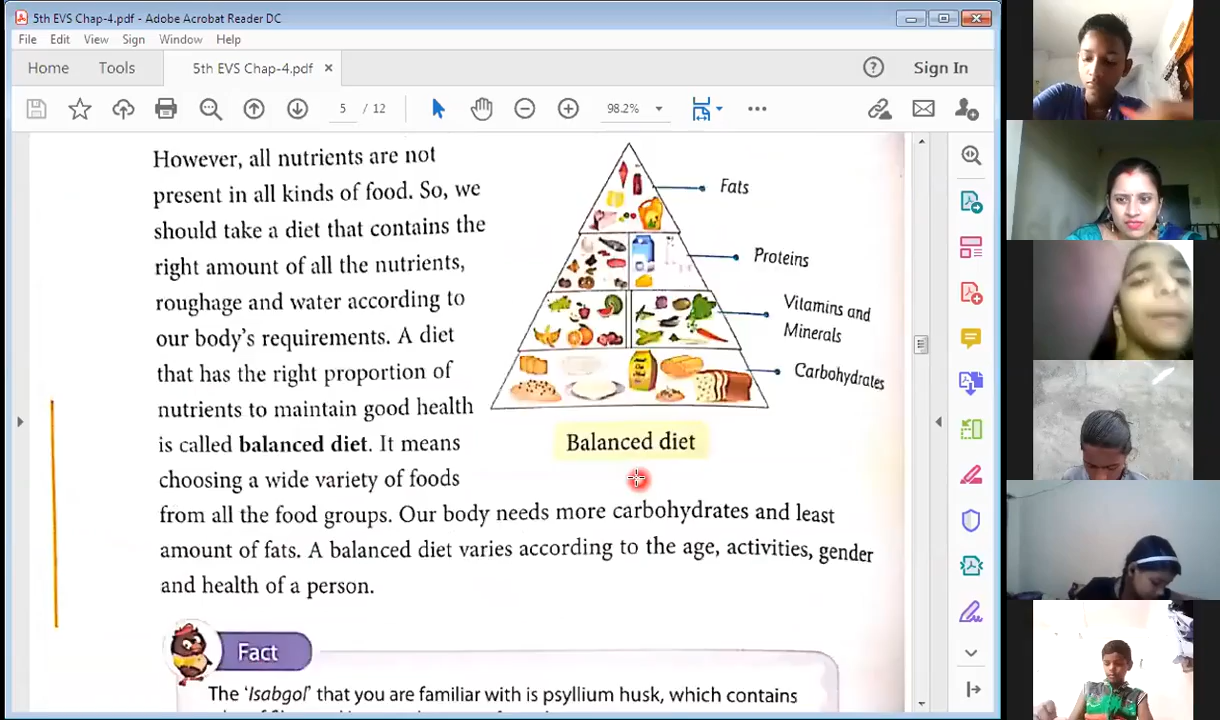 5th EVS Chap-4.pdf - Adobe Acrobat Reader DC
File Edit View Sign Window Help
Home Tools 5th EVS Chap-4.pdf × Sign In
5 / 12 98.2%
However, all nutrients are not
present in all kinds of food. So, we
should take a diet that contains the
right amount of all the nutrients,
roughage and water according to
our body's requirements. A diet
that has the right proportion of
nutrients to maintain good health
is called balanced diet. It means
choosing a wide variety of foods
from all the food groups. Our body needs more carbohydrates and least
amount of fats. A balanced diet varies according to the age, activities, gender
and health of a person.
Fats
Proteins
Vitamins and
Minerals
Carbohydrates
Balanced diet
Fact
The 'Isabgol' that you are familiar with is psyllium husk, which contains